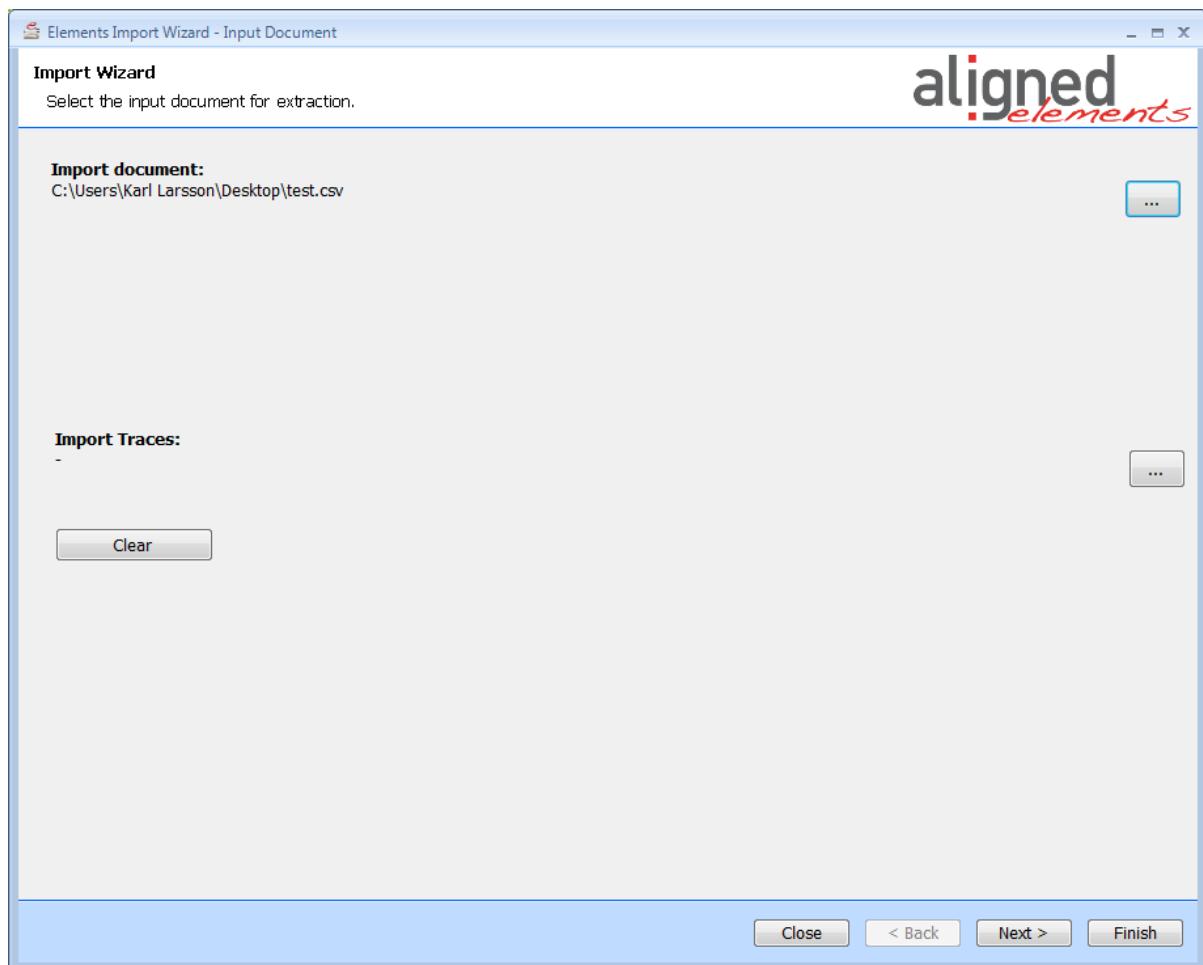 Elements Import Wizard - Input Document
Import Wizard
Select the input document for extraction.
aligned
elements
Import document:
C:\Users\Karl Larsson\Desktop\test.csv
...
Import Traces:
-
...
Clear
Close
< Back
Next >
Finish